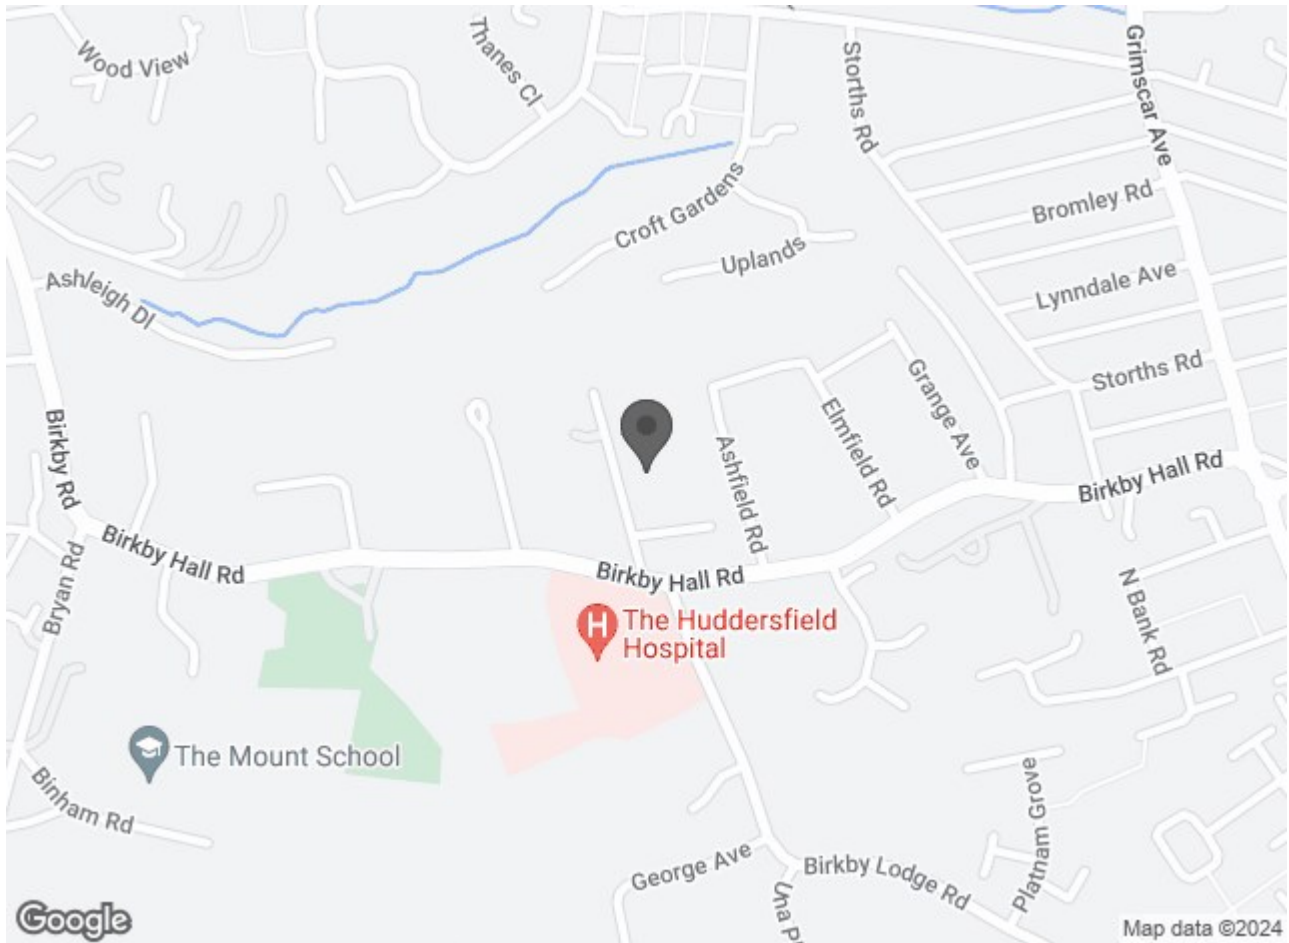 Wood View
Thanes Cl
Storths Rd
Grimscar Ave
Bromley Rd
Croft Gardens
Uplands
Lynndale Ave
Ashleigh Dl
Storths Rd
Grange Ave
Elmfield Rd
Ashfield Rd
Birkby Rd
Birkby Hall Rd
Birkby Hall Rd
Bryan Rd
Birkby Hall Rd
N Bank Rd
H
The Huddersfield
Hospital
The Mount School
Binham Rd
Platnam Grove
George Ave
Birkby Lodge Rd
Una Pl
Google
Map data ©2024